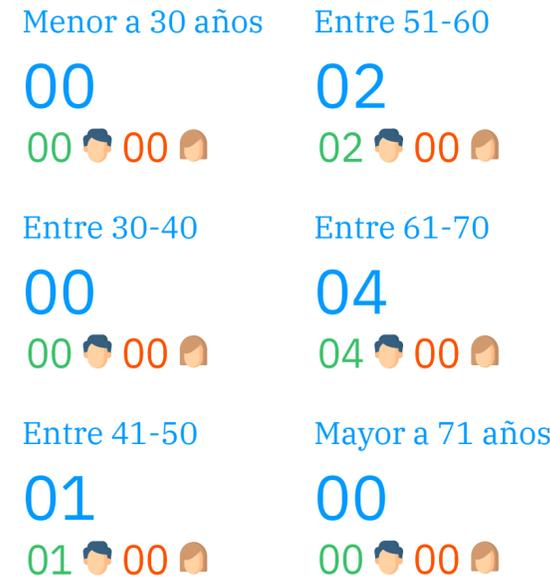 Menor a 30 años
00
00 00
Entre 51-60
02
02 00
Entre 30-40
00
00 00
Entre 61-70
04
04 00
Entre 41-50
01
01 00
Mayor a 71 años
00
00 00